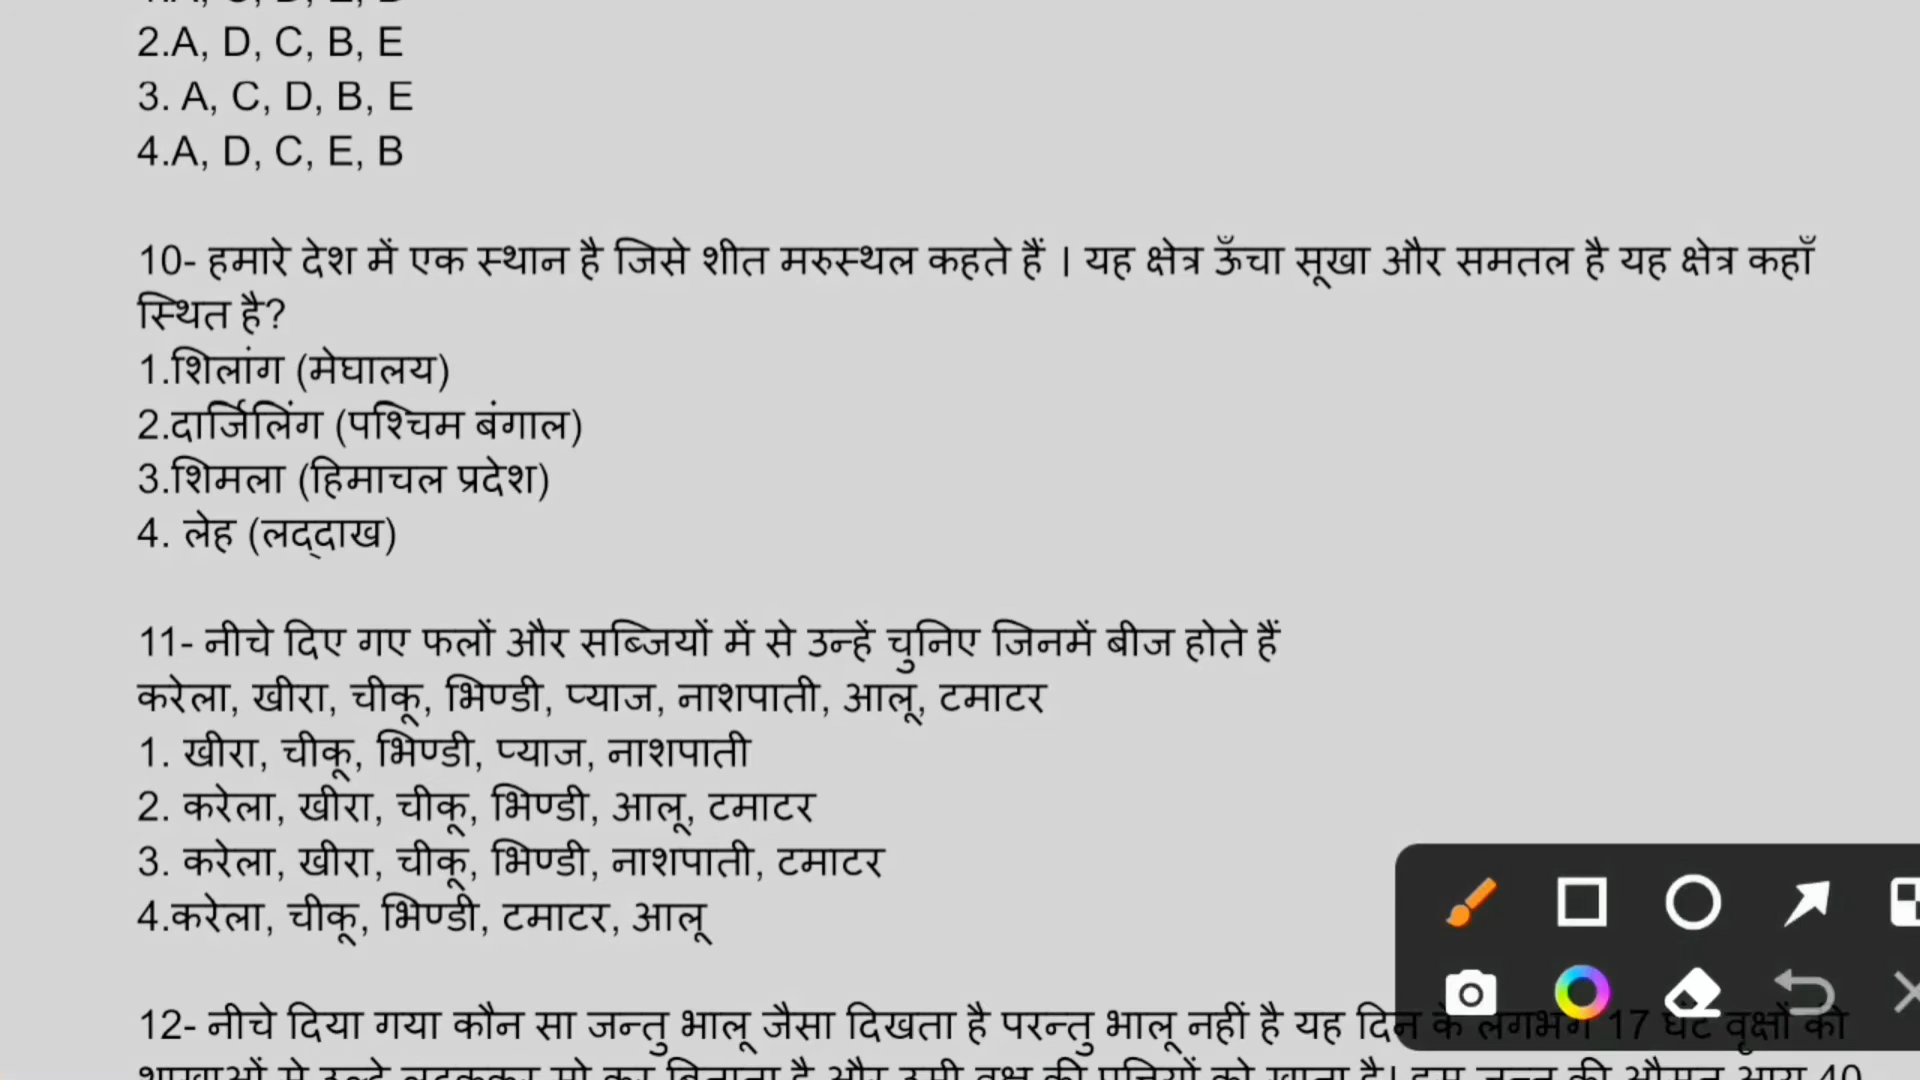 2.A, D, C, B, E
3. A, C, D, B, E
4.A, D, C, E, B
10- हमारे देश में एक स्थान है जिसे शीत मरुस्थल कहते हैं । यह क्षेत्र ऊँचा सूखा और समतल है यह क्षेत्र कहाँ
स्थित है?
1.शिलांग (मेघालय)
2.दार्जिलिंग (पश्चिम बंगाल)
3.शिमला (हिमाचल प्रदेश)
4. लेह (लद्दाख)
11- नीचे दिए गए फलों और सब्जियों में से उन्हें चुनिए जिनमें बीज होते हैं
करेला, खीरा, चीकू, भिण्डी, प्याज, नाशपाती, आलू, टमाटर
1. खीरा, चीकू, भिण्डी, प्याज, नाशपाती
2. करेला, खीरा, चीकू, भिण्डी, आलू, टमाटर
3. करेला, खीरा, चीकू, भिण्डी, नाशपाती, टमाटर
4.करेला, चीकू, भिण्डी, टमाटर, आलू
12- नीचे दिया गया कौन सा जन्तु भालू जैसा दिखता है परन्तु भालू नहीं है यह दिन के लगभग 17 घंटे वृक्षों की